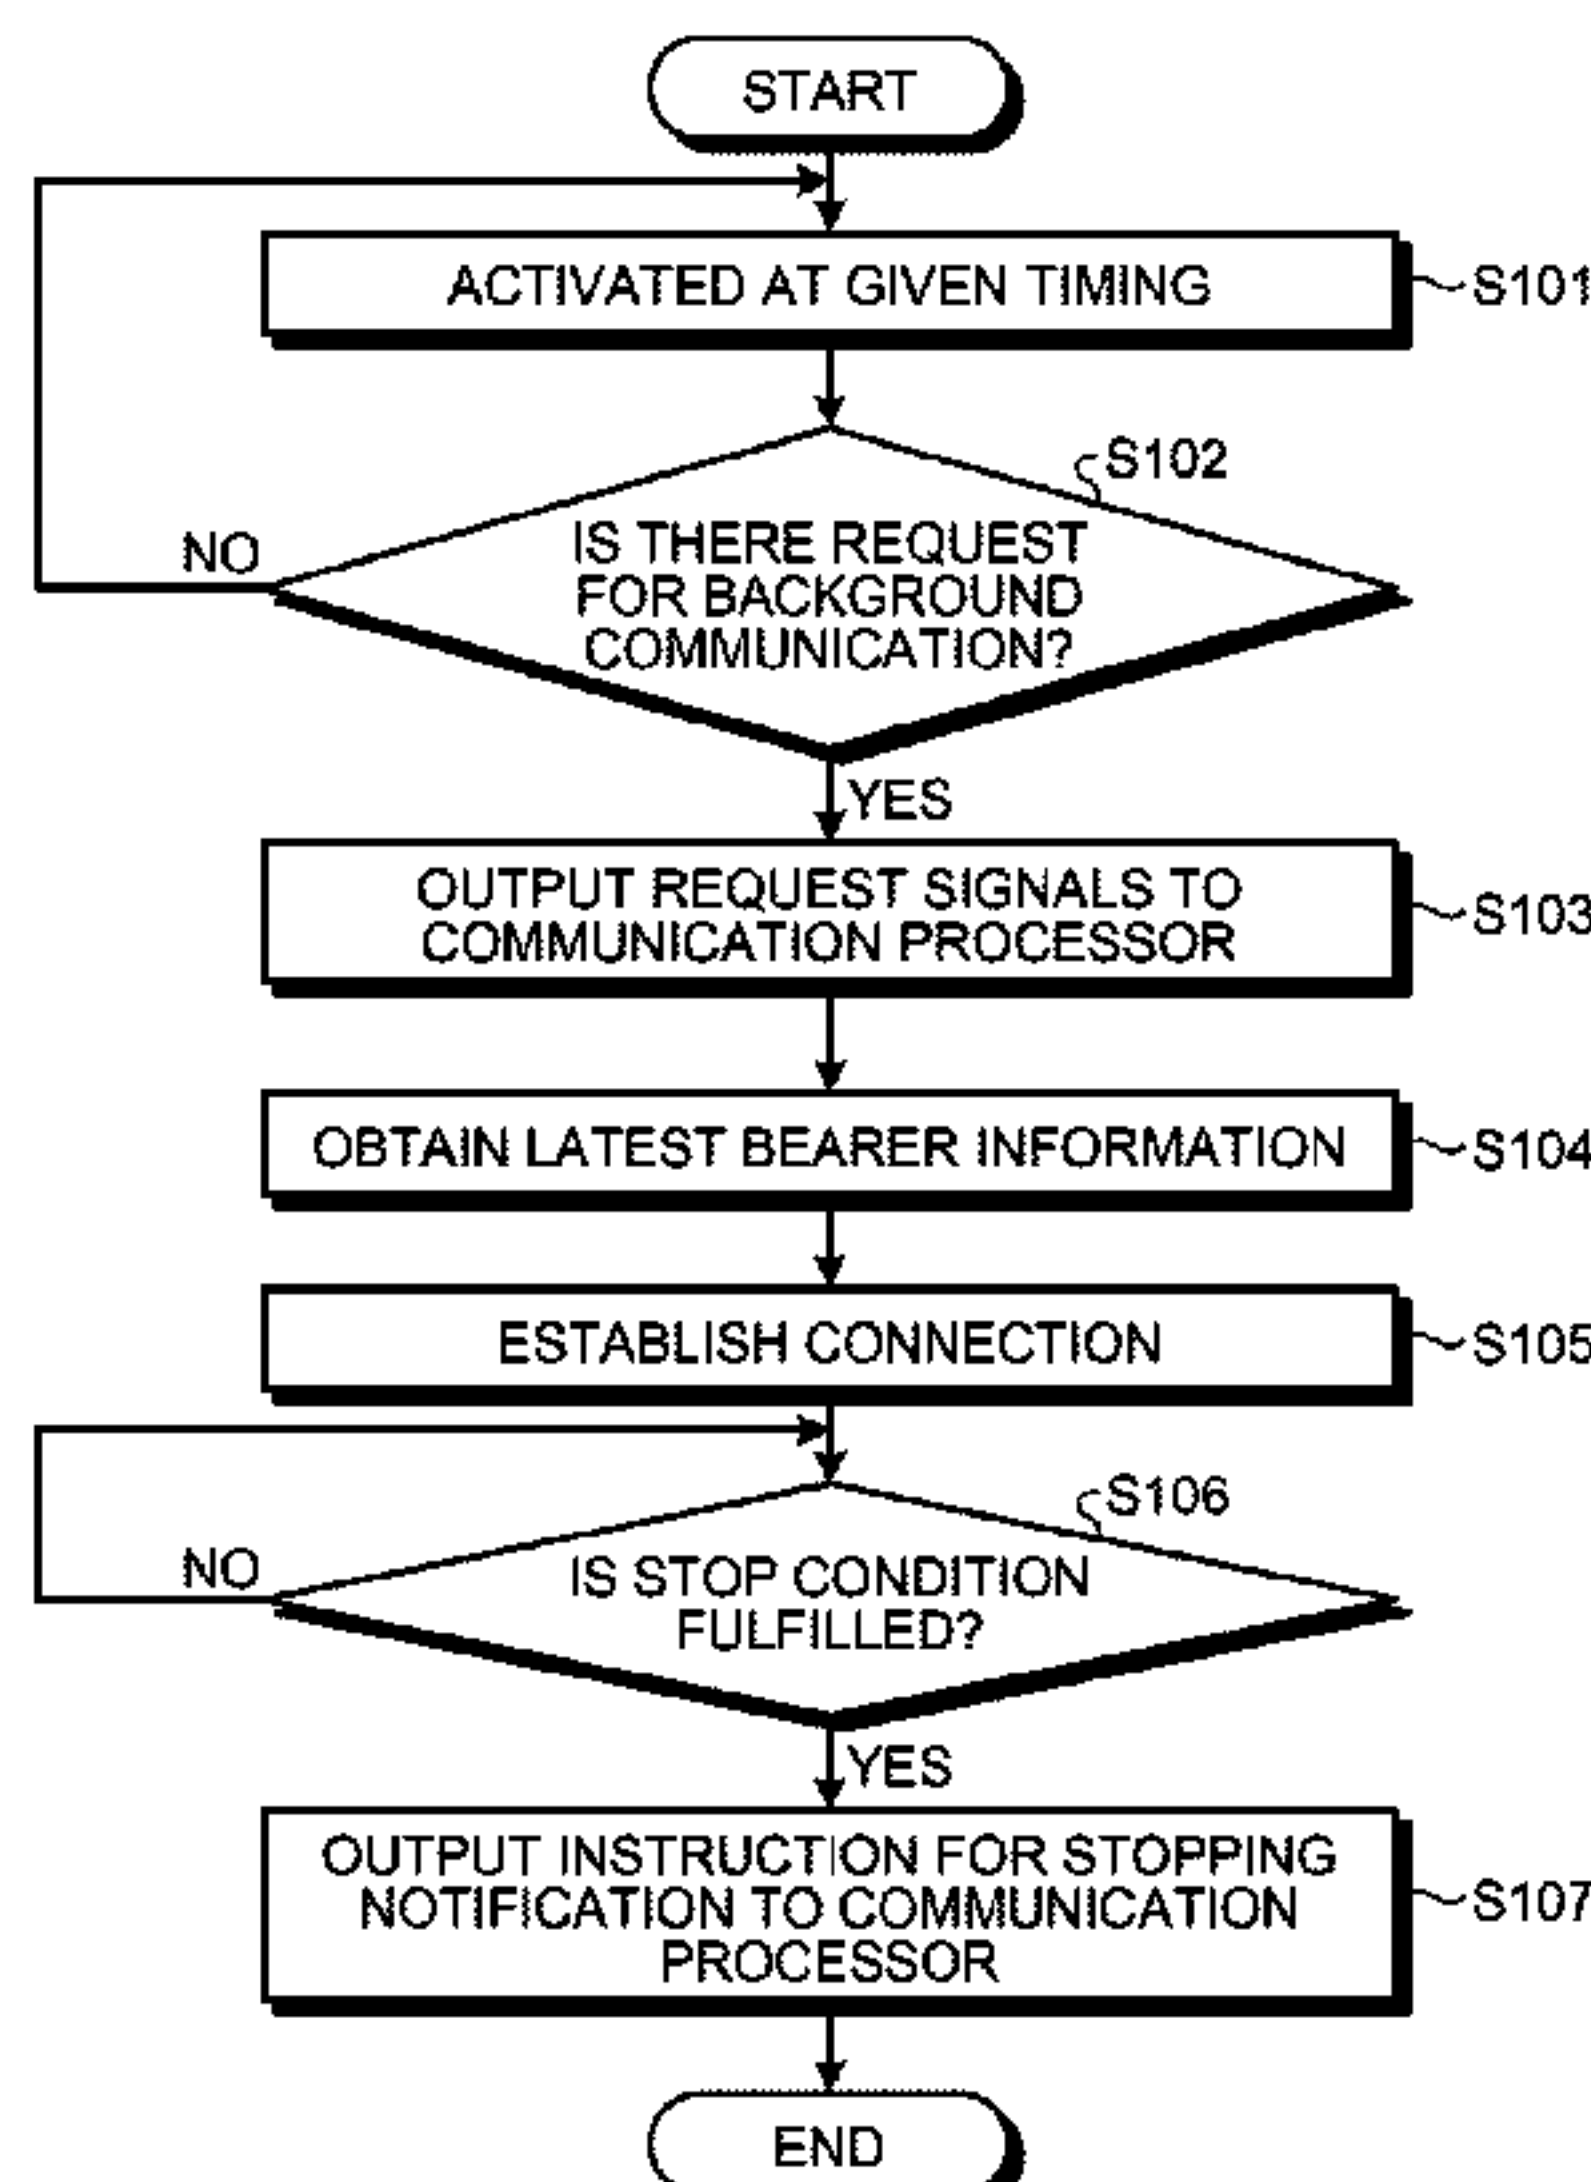 START
ACTIVATED AT GIVEN TIMING
S101
S102
IS THERE REQUEST
FOR BACKGROUND
COMMUNICATION?
NO
YES
OUTPUT REQUEST SIGNALS TO
COMMUNICATION PROCESSOR
S103
OBTAIN LATEST BEARER INFORMATION
S104
ESTABLISH CONNECTION
S105
S106
IS STOP CONDITION
FULFILLED?
NO
YES
OUTPUT INSTRUCTION FOR STOPPING
NOTIFICATION TO COMMUNICATION
PROCESSOR
S107
END